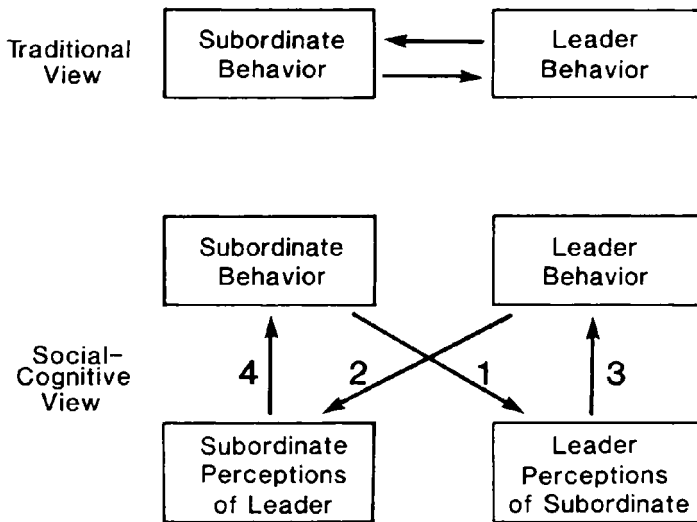 Traditional
View
Subordinate
Behavior
Leader
Behavior
Subordinate
Behavior
Leader
Behavior
Social-
Cognitive
View
4
2
1
3
Subordinate
Perceptions
of Leader
Leader
Perceptions
of Subordinate